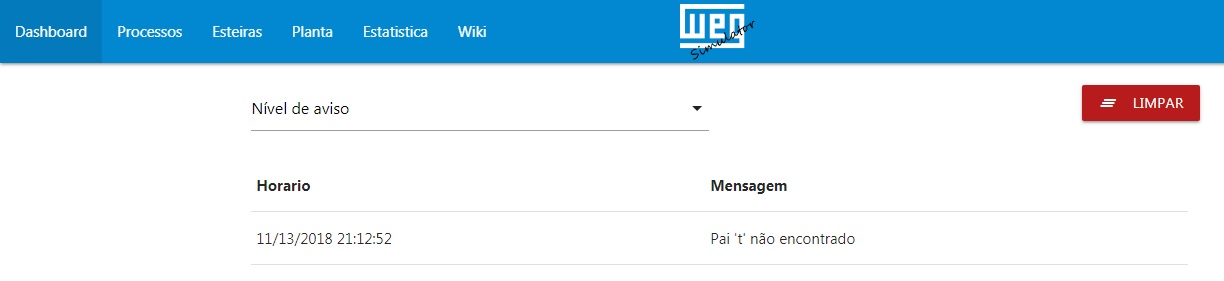 Dashboard Processos Esteiras Planta Estatistica Wiki weg Simulator
Nível de aviso LIMPAR
Horario Mensagem
11/13/2018 21:12:52 Pai 't' não encontrado